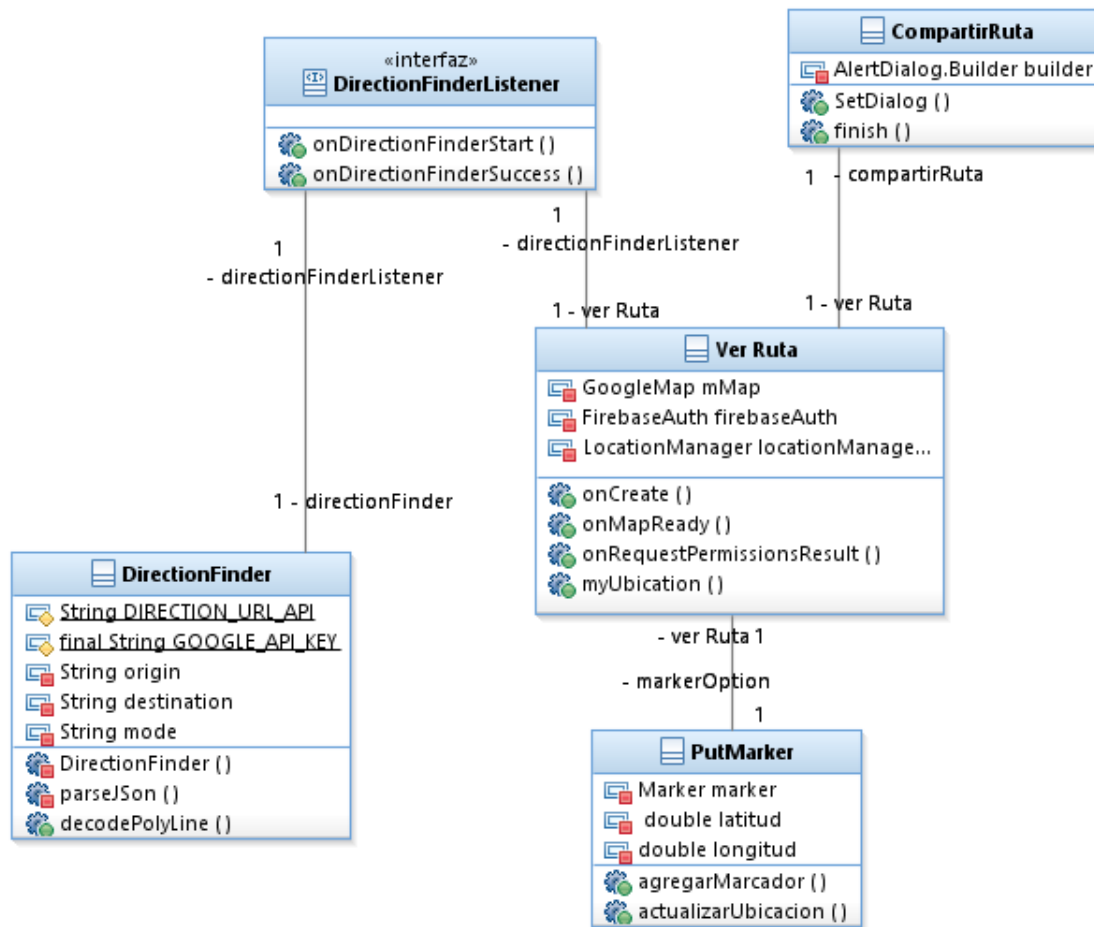 «interfaz»
DirectionFinderListener
onDirectionFinderStart ()
onDirectionFinderSuccess ()
CompartirRuta
AlertDialog.Builder builder
SetDialog ()
finish ()
1
- directionFinderListener
1
- directionFinderListener
1
- compartirRuta
1 - ver Ruta
1 - ver Ruta
Ver Ruta
GoogleMap mMap
FirebaseAuth firebaseAuth
LocationManager locationManage...
onCreate ()
onMapReady ()
onRequestPermissionsResult ()
myUbication ()
1 - directionFinder
DirectionFinder
String DIRECTION_URL_API
final String GOOGLE_API_KEY
String origin
String destination
String mode
DirectionFinder ()
parseJSon ()
decodePolyLine ()
- ver Ruta 1
- markerOption
1
PutMarker
Marker marker
double latitud
double longitud
agregarMarcador ()
actualizarUbicacion ()